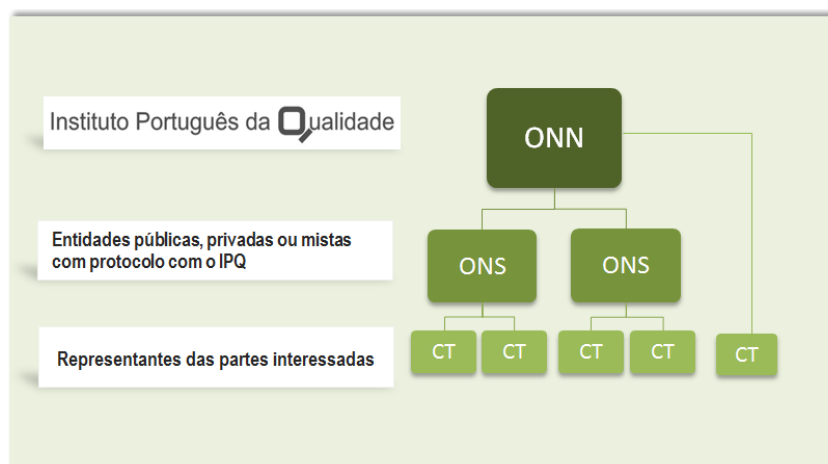 Instituto Português da Qualidade
ONN
Entidades públicas, privadas ou mistas
com protocolo com o IPQ
ONS
ONS
Representantes das partes interessadas
CT
CT
CT
CT
CT